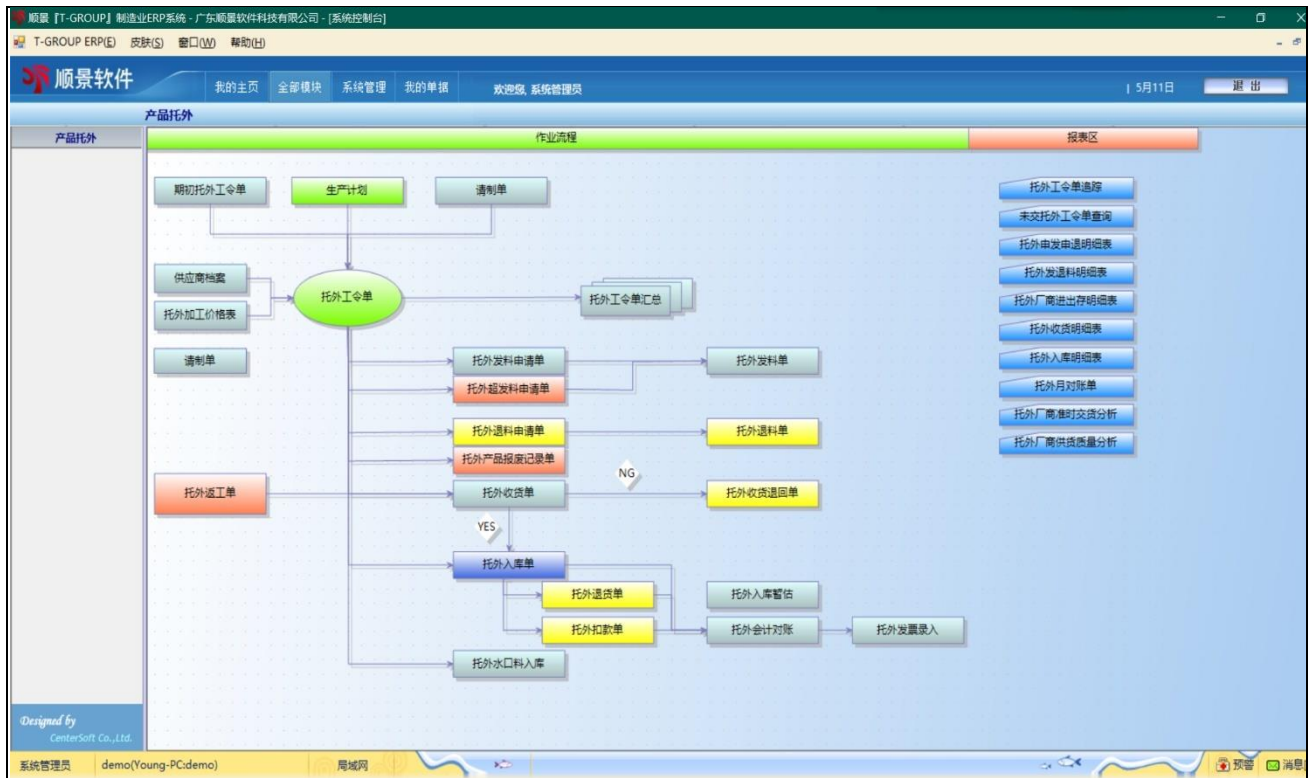 顺景『T-GROUP』制造业ERP系统 - 广东顺景软件科技有限公司 - [系统控制台]
T-GROUP ERP(E) 皮肤(S) 窗口(W) 帮助(H)
顺景软件 我的主页 全部模块 系统管理 我的单据 欢迎您, 系统管理员 | 5月11日 退 出
产品托外
产品托外 作业流程 报表区
期初托外工令单 生产计划 请制单 托外工令单追踪
未交托外工令单查询
托外申发申退明细表
供应商档案 托外发退料明细表
托外工令单 托外工令单汇总 托外厂商进出存明细表
托外加工价格表 托外收货明细表
请制单 托外发料申请单 托外发料单 托外入库明细表
托外超发料申请单 托外月对账单
托外厂商准时交货分析
托外退料申请单 托外退料单 托外厂商供货质量分析
托外产品报废记录单
NG
托外返工单 托外收货单 托外收货退回单
YES
托外入库单
托外退货单 托外入库暂估
托外扣款单 托外会计对账 托外发票录入
托外水口料入库
Designed by
CenterSoft Co.,Ltd.
系统管理员 demo(Young-PC:demo) 局域网 预警 消息